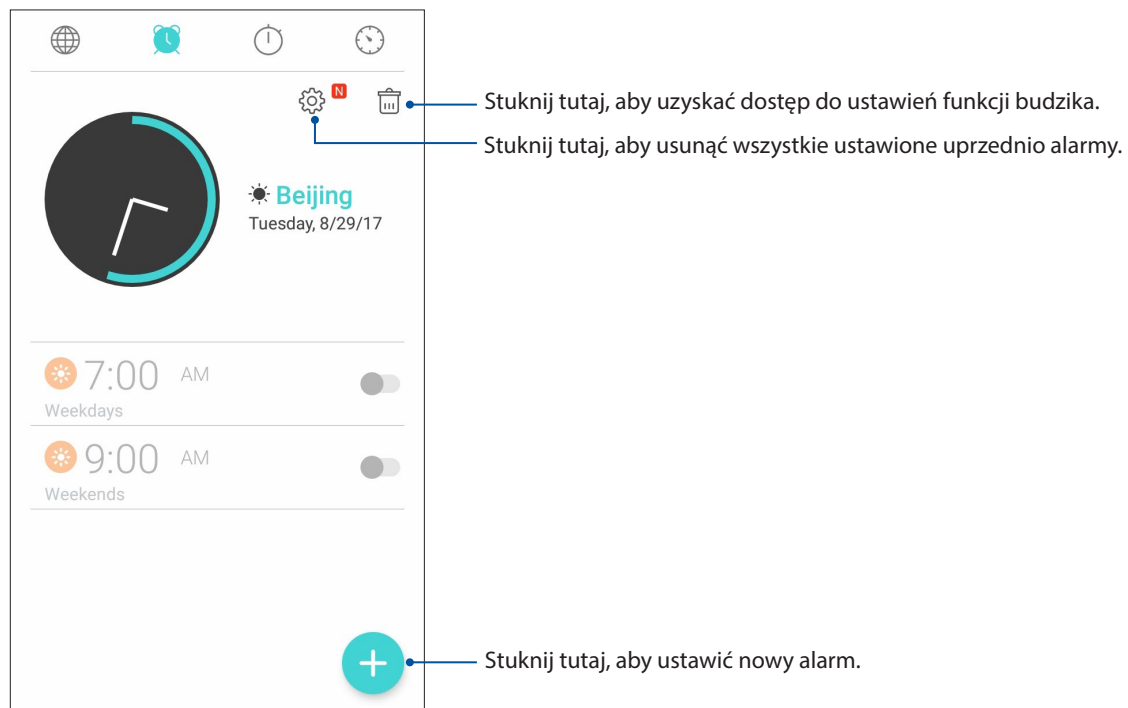 N
Stuknij tutaj, aby uzyskać dostęp do ustawień funkcji budzika.
Stuknij tutaj, aby usunąć wszystkie ustawione uprzednio alarmy.
Beijing
Tuesday, 8/29/17
7:00 AM
Weekdays
9:00 AM
Weekends
Stuknij tutaj, aby ustawić nowy alarm.